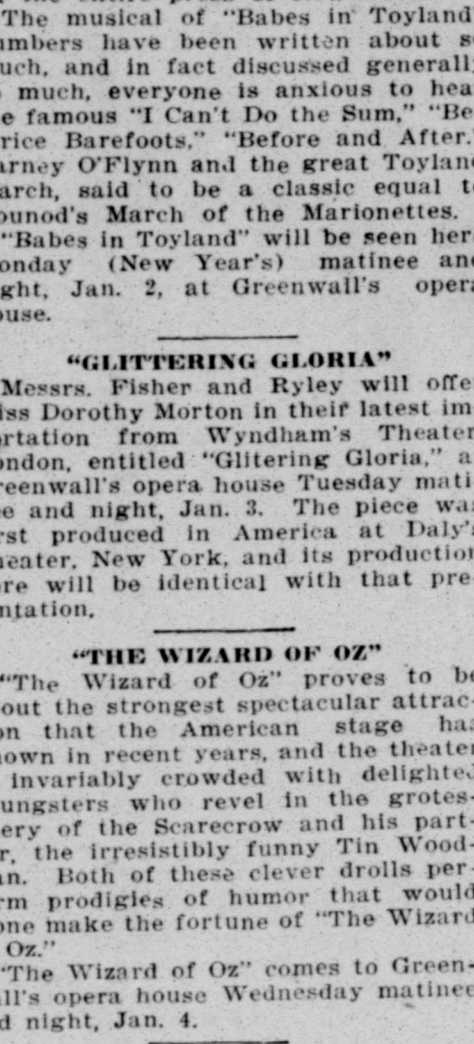 The musical of "Babes in Toyland"
umbers have been written about s
uch, and in fact discussed generall
much, everyone is anxious to hea
e famous "I Can't Do the Sum," "Be-
rice Barefoots," "Before and After."
arney O'Flynn and the great Toylan
arch, said to be a classic equal t
ounod's March of the Marionettes.
"Babes in Toyland" will be seen her
onday (New Year's) matinee an
ght, Jan. 2, at Greenwall's opera
ouse.
"GLITTERING GLORIA"
Messrs. Fisher and Ryley will offe
iss Dorothy Morton in their latest im
ortation from Wyndham's Theater
ondon, entitled "Glitering Gloria," a
reenwall's opera house Tuesday mati
e and night, Jan. 3. The piece wa
rst produced in America at Daly's
heater, New York, and its production
re will be identical with that pre-
ntation.
"THE WIZARD OF OZ"
"The Wizard of Oz" proves to be
out the strongest spectacular attrac-
on that the American stage has
nown in recent years, and the theater
invariably crowded with delighted
ungsters who revel in the grotes-
ery of the Scarecrow and his part-
r, the irresistibly funny Tin Wood-
an. Both of these clever drolls per-
rm prodigies of humor that would
one make the fortune of "The Wizard
Oz."
"The Wizard of Oz" comes to Green-
all's opera house Wednesday matinee
d night, Jan. 4.